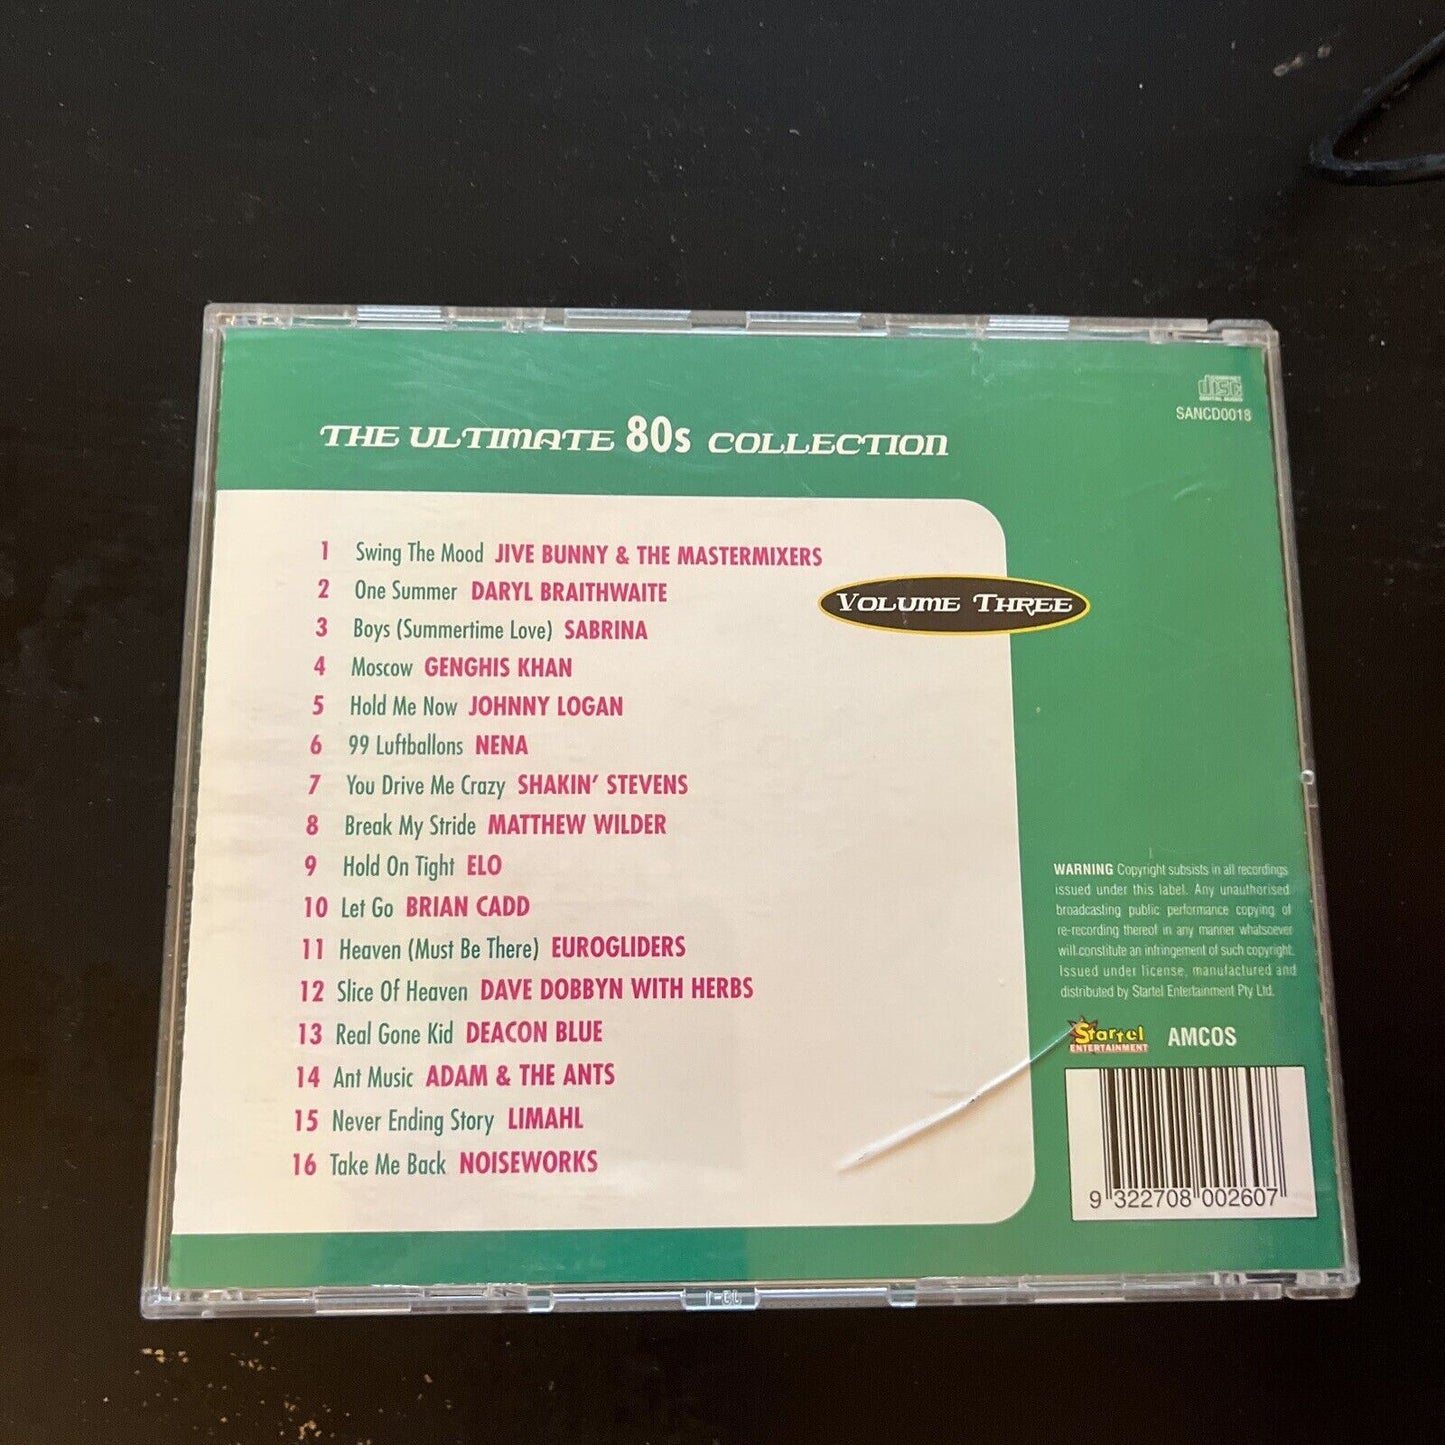 COMPACT
disc
DIGITAL AUDIO
SANCD0018
THE ULTIMATE 80s COLLECTION
VOLUME THREE
1 Swing The Mood JIVE BUNNY & THE MASTERMIXERS
2 One Summer DARYL BRAITHWAITE
3 Boys (Summertime Love) SABRINA
4 Moscow GENGHIS KHAN
5 Hold Me Now JOHNNY LOGAN
6 99 Luftballons NENA
7 You Drive Me Crazy SHAKIN' STEVENS
8 Break My Stride MATTHEW WILDER
9 Hold On Tight ELO
10 Let Go BRIAN CADD
11 Heaven (Must Be There) EUROGLIDERS
12 Slice Of Heaven DAVE DOBBYN WITH HERBS
13 Real Gone Kid DEACON BLUE
14 Ant Music ADAM & THE ANTS
15 Never Ending Story LIMAHL
16 Take Me Back NOISEWORKS
WARNING Copyright subsists in all recordings
issued under this label. Any unauthorised
broadcasting public performance copying of
re-recording thereof in any manner whatsoever
will constitute an infringement of such copyright.
Issued under license, manufactured and
distributed by Startel Entertainment Pty Ltd.
Startel
ENTERTAINMENT
AMCOS
9 322708 002607